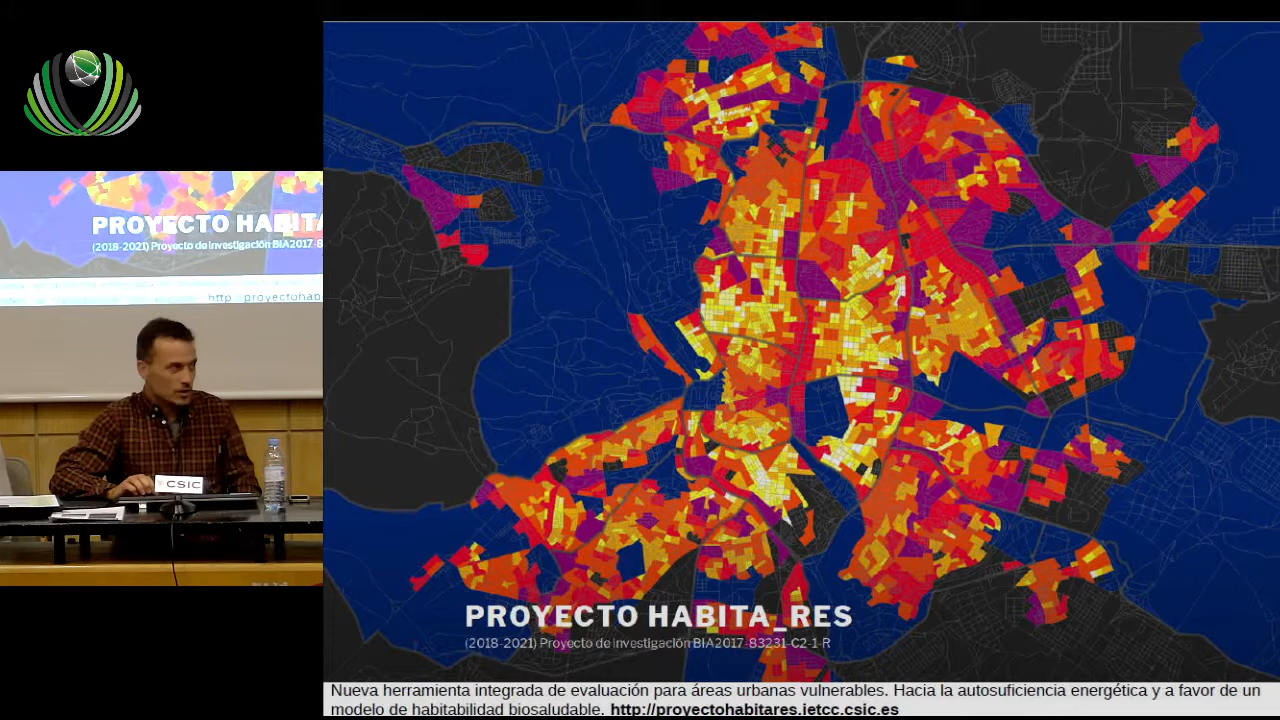 PROYECTO HABITA
(2018-2021) Proyecto de investigación BIA2017-8
http proyectohab
CSIC
PROYECTO HABITA_RES
(2018-2021) Proyecto de investigación BIA2017-83231-C2-1-R
Nueva herramienta integrada de evaluación para áreas urbanas vulnerables. Hacia la autosuficiencia energética y a favor de un
modelo de habitabilidad biosaludable. http://proyectohabitares.ietcc.csic.es